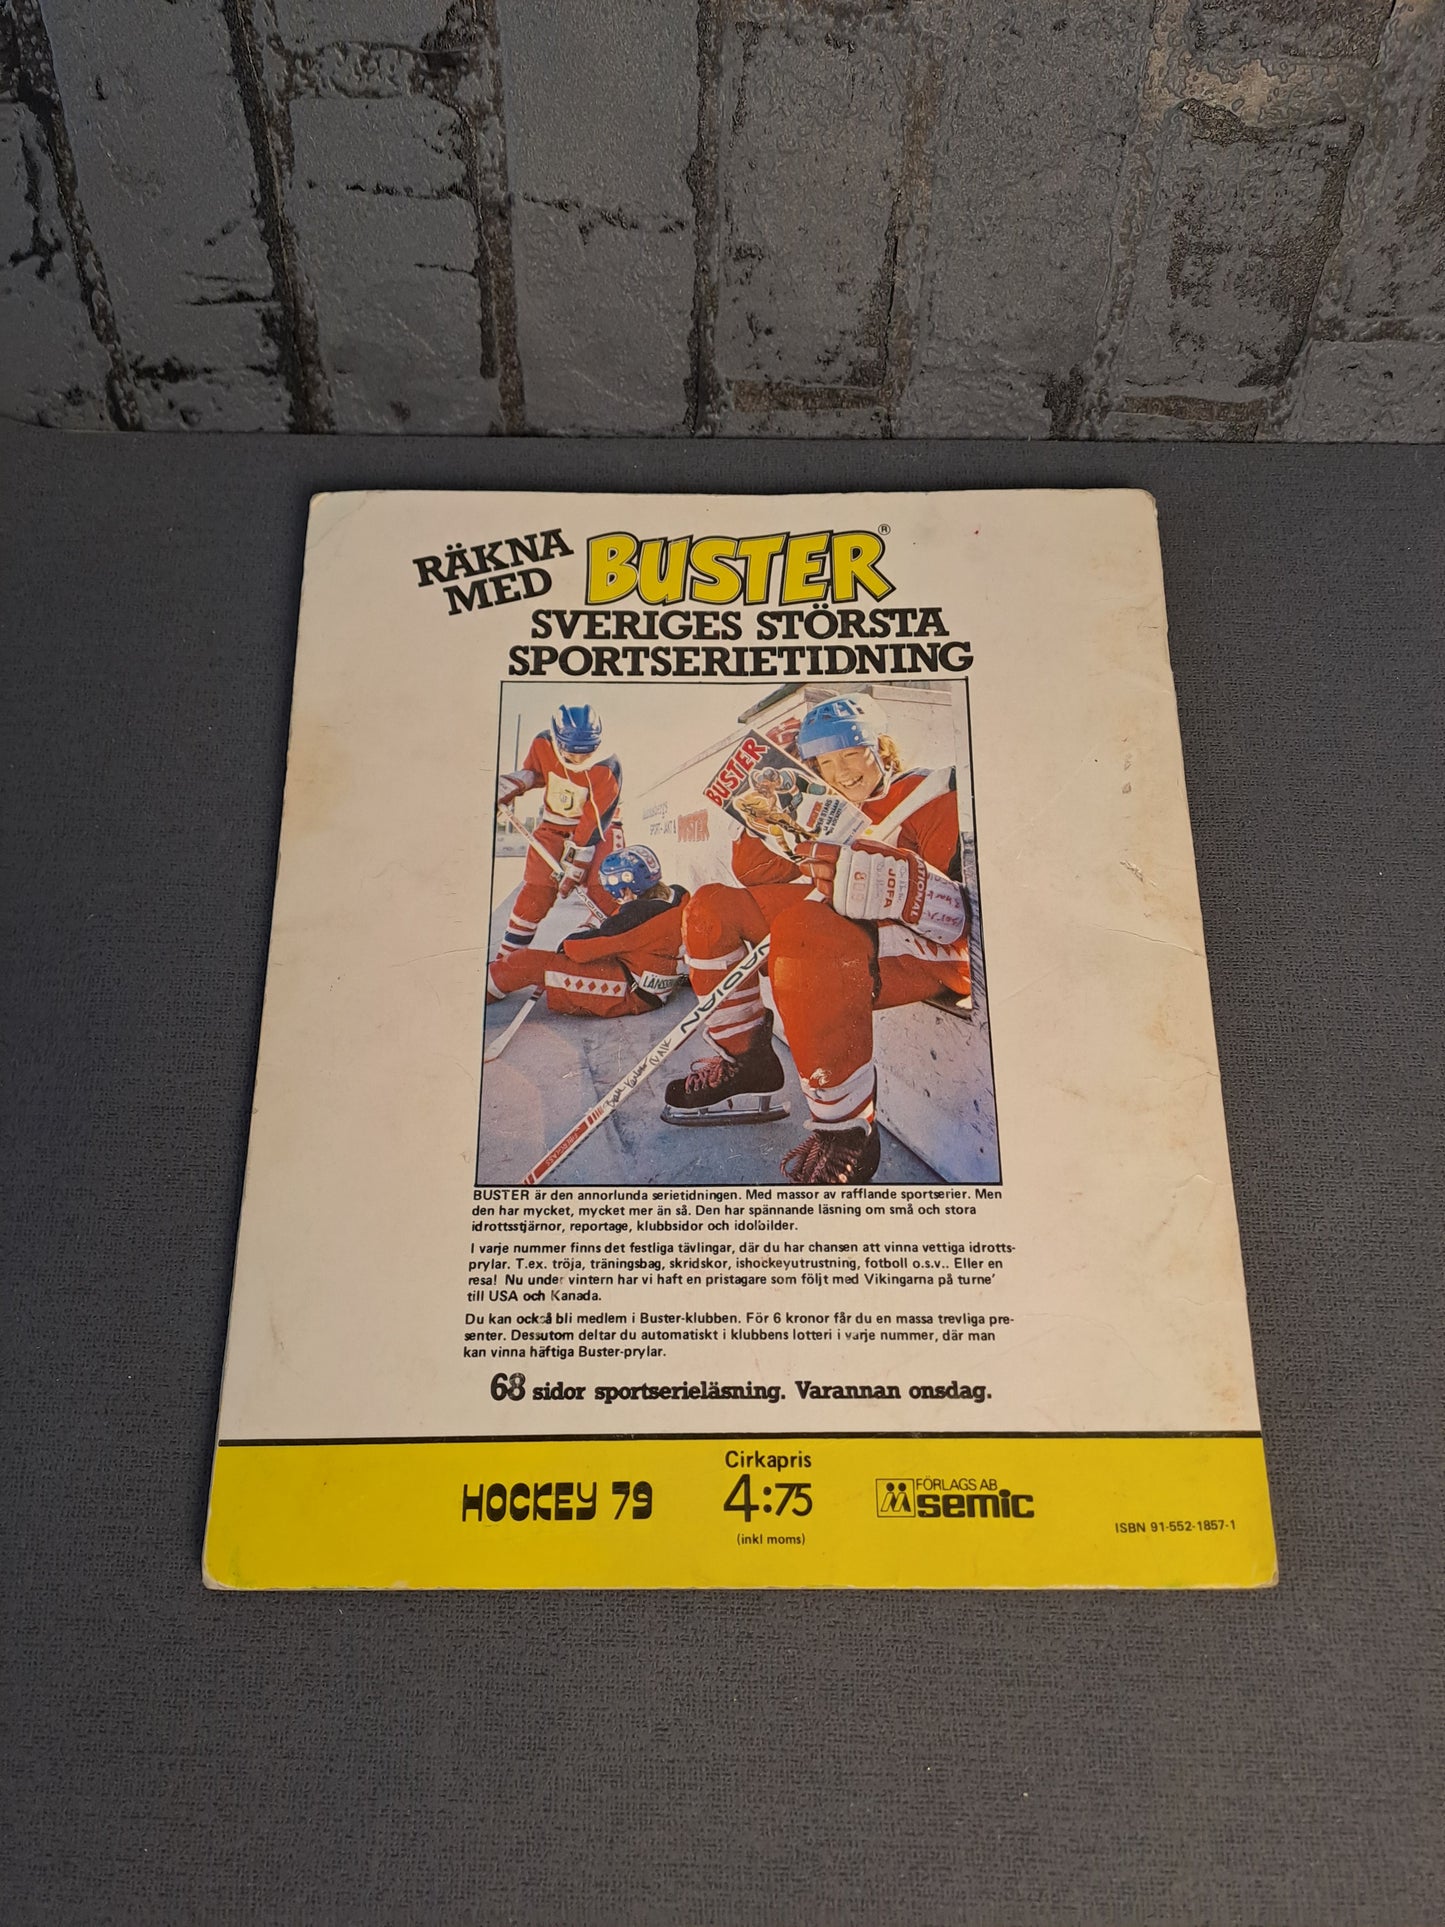 RÄKNA
MED
BUSTER®
SVERIGES STÖRSTA
SPORTSERIETIDNING
BUSTER
BUSTER
NATIONAL
JOFA
LÄNS
BUSTER är den annorlunda serietidningen. Med massor av rafflande sportserier. Men
den har mycket, mycket mer än så. Den har spännande läsning om små och stora
idrottsstjärnor, reportage, klubbsidor och idolbilder.
I varje nummer finns det festliga tävlingar, där du har chansen att vinna vettiga idrotts-
prylar. T.ex. tröja, träningsbag, skridskor, ishockeyutrustning, fotboll o.s.v.. Eller en
resa! Nu under vintern har vi haft en pristagare som följt med Vikingarna på turne'
till USA och Kanada.
Du kan också bli medlem i Buster-klubben. För 6 kronor får du en massa trevliga pre-
senter. Dessutom deltar du automatiskt i klubbens lotteri i varje nummer, där man
kan vinna häftiga Buster-prylar.
68 sidor sportserieläsning. Varannan onsdag.
HOCKEY 79
Cirkapris
4:75
(inkl moms)
FÖRLAGS AB
semic
ISBN 91-552-1857-1